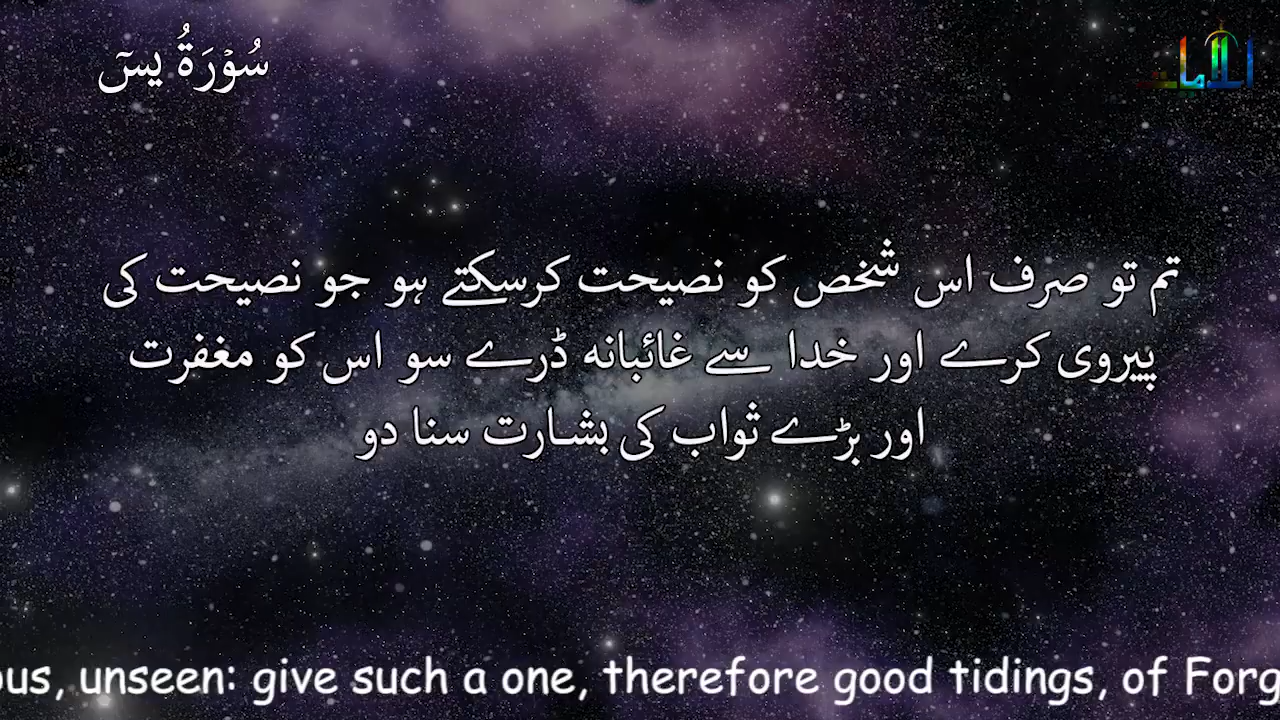 سُوْرَةُ يسٓ
تم تو صرف اس شخص کو نصیحت کرسکتے ہو جو نصیحت کی
پیروی کرے اور خدا سے غائبانہ ڈرے سو اس کو مغفرت
اور بڑے ثواب کی بشارت سنا دو
ous, unseen: give such a one, therefore good tidings, of Forg